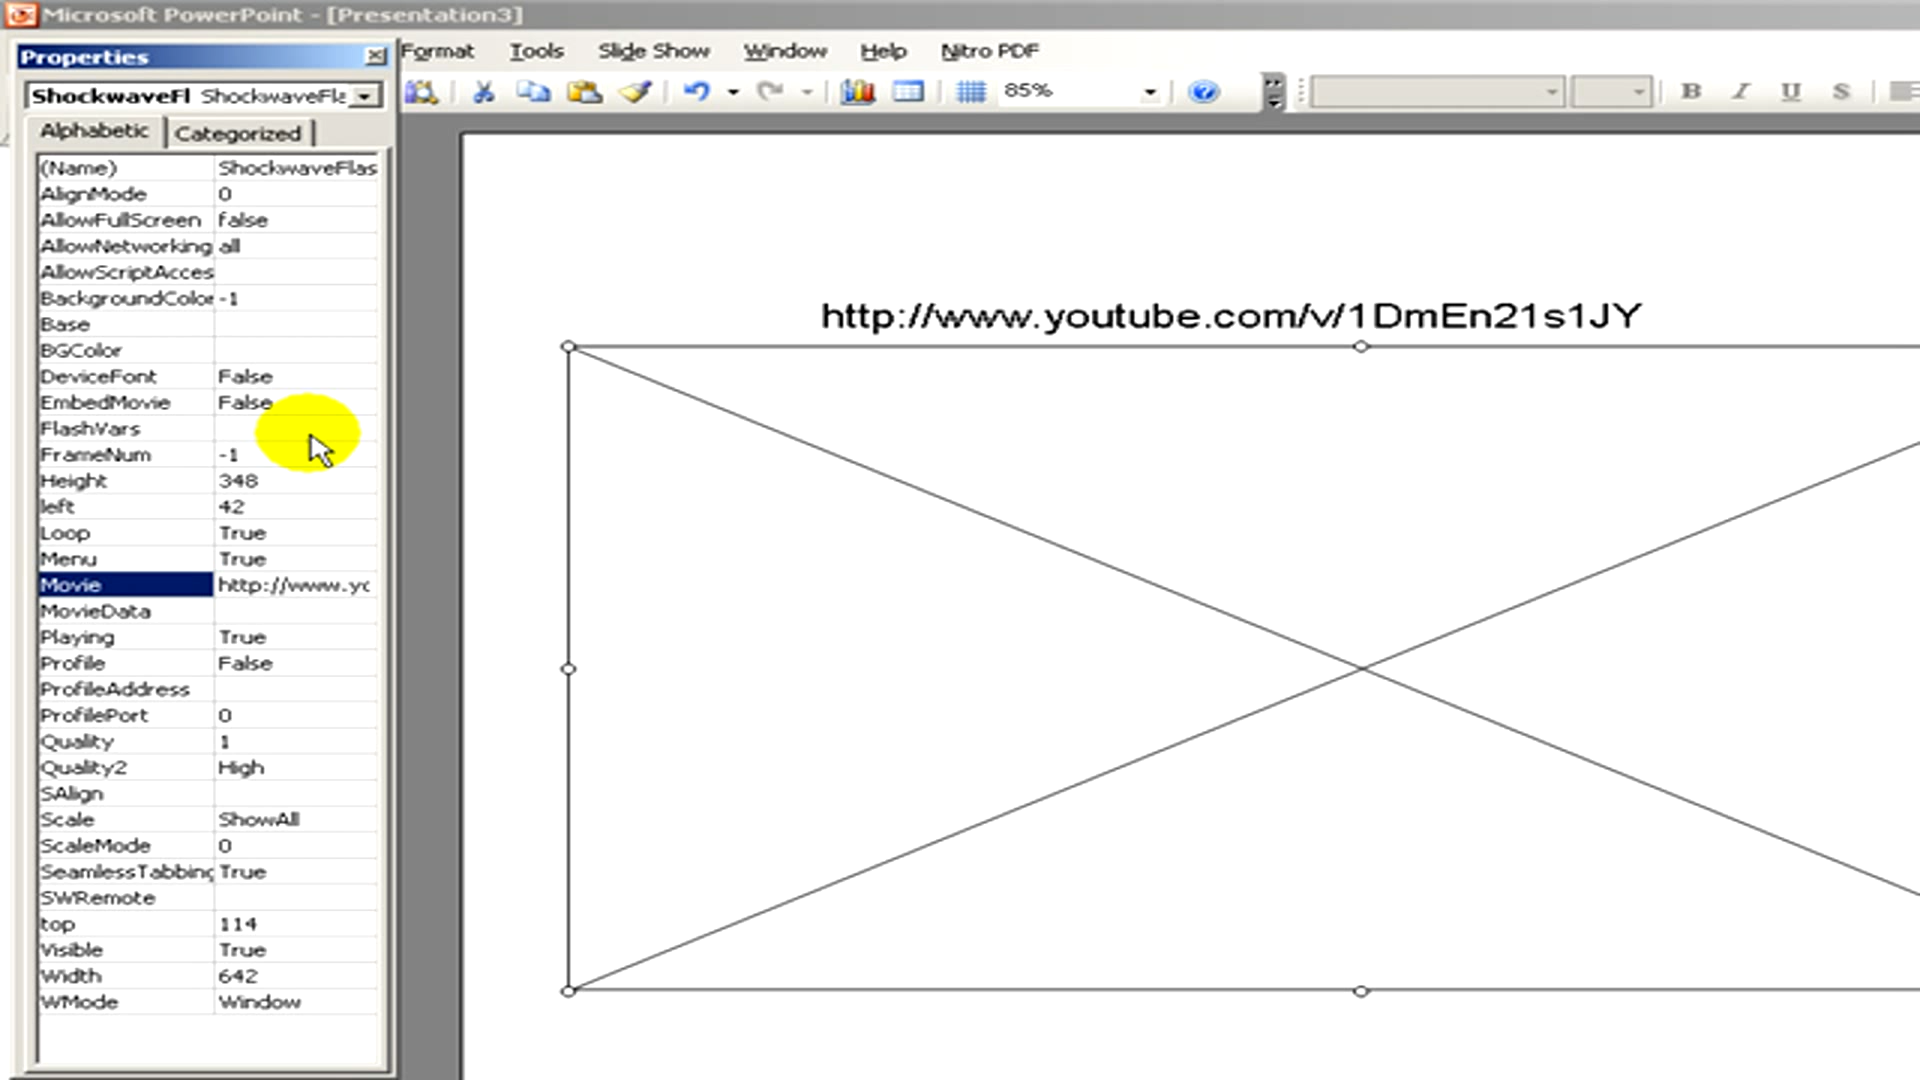 Microsoft PowerPoint - [Presentation3]
Properties
Format Tools Slide Show Window Help Nitro PDF
ShockwaveFl ShockwaveFla
85%
B I U S
Alphabetic Categorized
(Name) ShockwaveFlas
AlignMode 0
AllowFullScreen false
AllowNetworking all
AllowScriptAcces
BackgroundColor -1
Base
BGColor
DeviceFont False
EmbedMovie False
FlashVars
FrameNum -1
Height 348
left 42
Loop True
Menu True
Movie http://www.yo
MovieData
Playing True
Profile False
ProfileAddress
ProfilePort 0
Quality 1
Quality2 High
SAlign
Scale ShowAll
ScaleMode 0
SeamlessTabbing True
SWRemote
top 114
Visible True
Width 642
WMode Window
http://www.youtube.com/v/1DmEn21s1JY